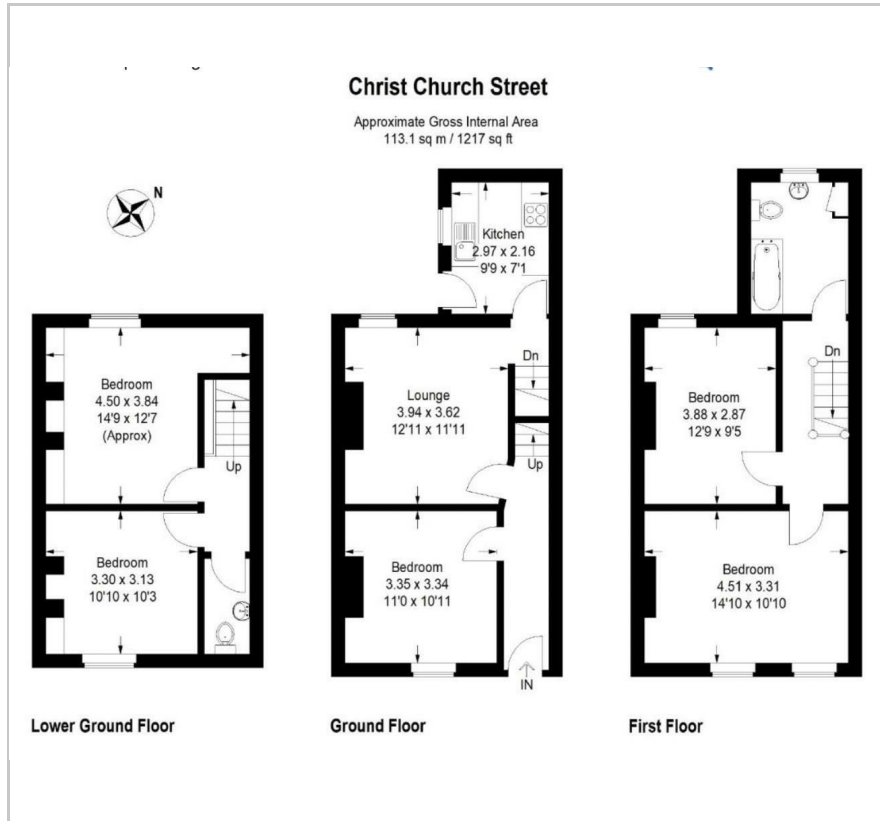 Christ Church Street
Approximate Gross Internal Area
113.1 sq m / 1217 sq ft
N
Bedroom
4.50 x 3.84
14'9 x 12'7
(Approx)
Up
Bedroom
3.30 x 3.13
10'10 x 10'3
Lower Ground Floor
Kitchen
2.97 x 2.16
9'9 x 7'1
Dn
Lounge
3.94 x 3.62
12'11 x 11'11
Up
Bedroom
3.35 x 3.34
11'0 x 10'11
IN
Ground Floor
Dn
Bedroom
3.88 x 2.87
12'9 x 9'5
Bedroom
4.51 x 3.31
14'10 x 10'10
First Floor